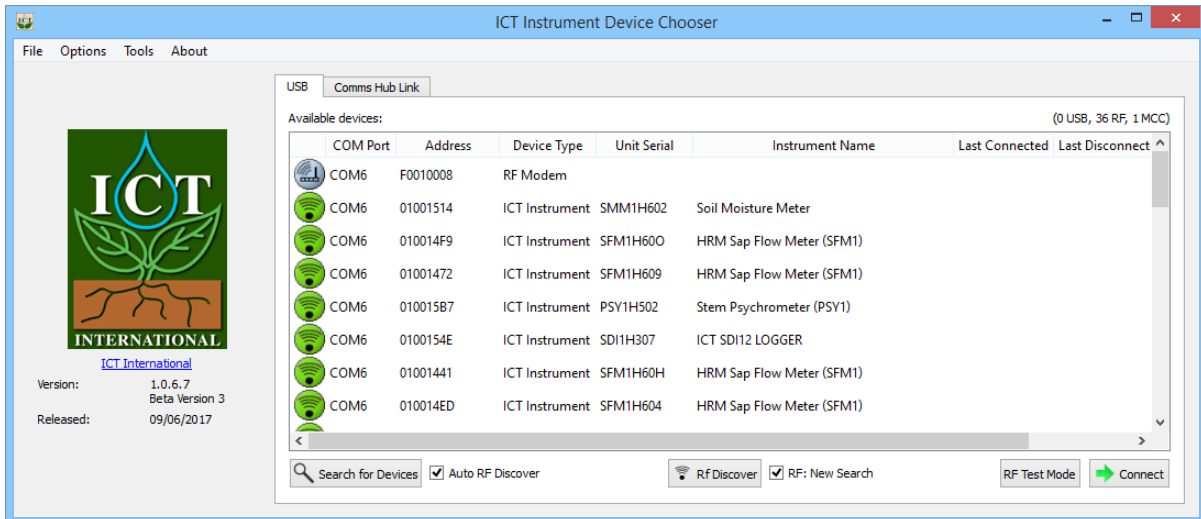 ICT Instrument Device Chooser
File Options Tools About
USB Comms Hub Link
Available devices: (0 USB, 36 RF, 1 MCC)
COM Port Address Device Type Unit Serial Instrument Name Last Connected Last Disconnect
COM6 F0010008 RF Modem
COM6 01001514 ICT Instrument SMM1H602 Soil Moisture Meter
COM6 010014F9 ICT Instrument SFM1H60O HRM Sap Flow Meter (SFM1)
COM6 01001472 ICT Instrument SFM1H609 HRM Sap Flow Meter (SFM1)
COM6 010015B7 ICT Instrument PSY1H502 Stem Psychrometer (PSY1)
COM6 0100154E ICT Instrument SDI1H307 ICT SDI12 LOGGER
COM6 01001441 ICT Instrument SFM1H60H HRM Sap Flow Meter (SFM1)
COM6 010014ED ICT Instrument SFM1H604 HRM Sap Flow Meter (SFM1)
ICT
INTERNATIONAL
ICT International
Version: 1.0.6.7
Beta Version 3
Released: 09/06/2017
Search for Devices Auto RF Discover Rf Discover RF: New Search RF Test Mode Connect